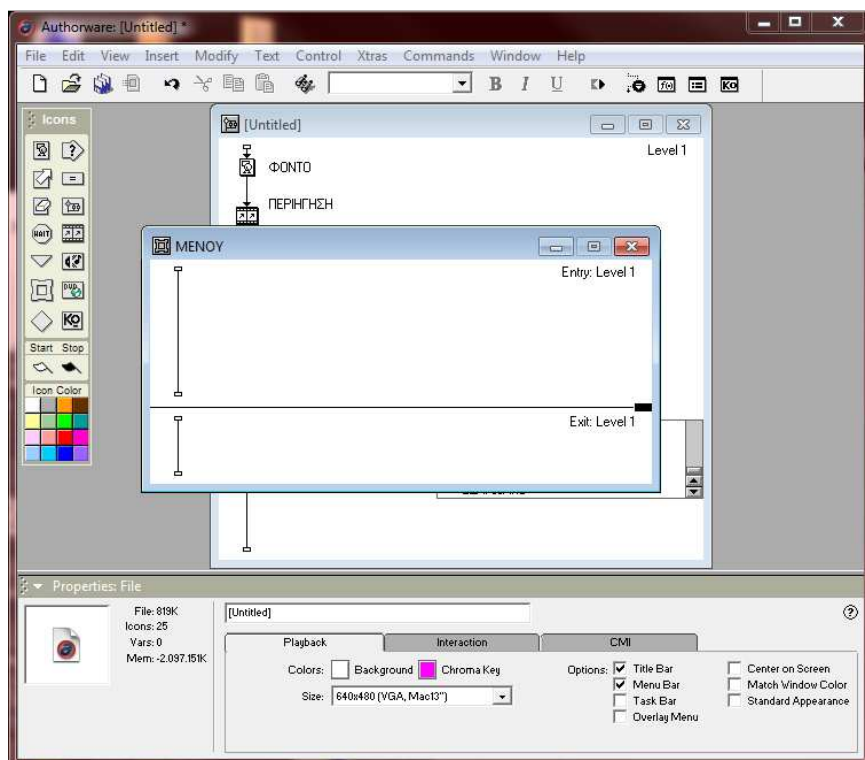 Authorware: [Untitled] *
File Edit View Insert Modify Text Control Xtras Commands Window Help
B I U
Icons
[Untitled]
Level 1
ΦΟΝΤΟ
ΠΕΡΙΗΓΗΣΗ
ΜΕΝΟΥ
Entry: Level 1
Exit: Level 1
WAIT
DVD
KO
Start Stop
Icon Color
Properties: File
File: 819K
Icons: 25
Vars: 0
Mem: -2.097.151K
[Untitled]
Playback Interaction CMI
Colors: Background Chroma Key
Size: 640x480 (VGA, Mac13")
Options: Title Bar
Menu Bar
Task Bar
Overlay Menu
Center on Screen
Match Window Color
Standard Appearance